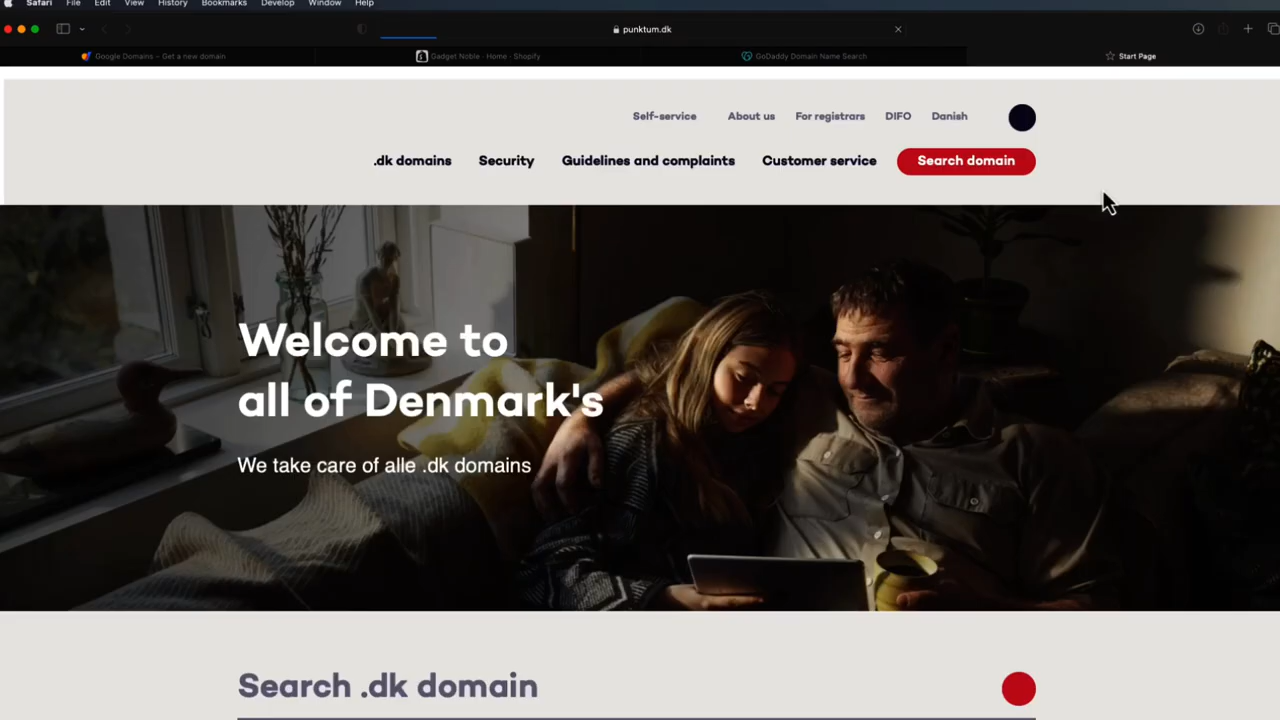 Safari File Edit View History Bookmarks Develop Window Help
punktum.dk
Google Domains – Get a new domain
Gadget Noble · Home · Shopify
GoDaddy Domain Name Search
Start Page
Self-service About us For registrars DIFO Danish
.dk domains Security Guidelines and complaints Customer service Search domain
Welcome to
all of Denmark's
We take care of alle .dk domains
Search .dk domain